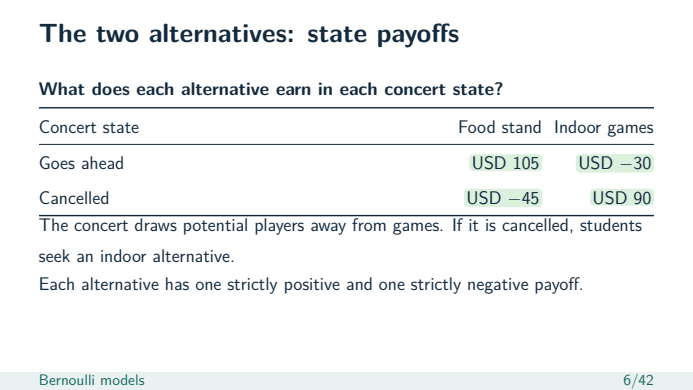 The two alternatives: state payoffs
What does each alternative earn in each concert state?
Concert state Food stand Indoor games
Goes ahead USD 105 USD −30
Cancelled USD −45 USD 90
The concert draws potential players away from games. If it is cancelled, students
seek an indoor alternative.
Each alternative has one strictly positive and one strictly negative payoff.
Bernoulli models 6/42